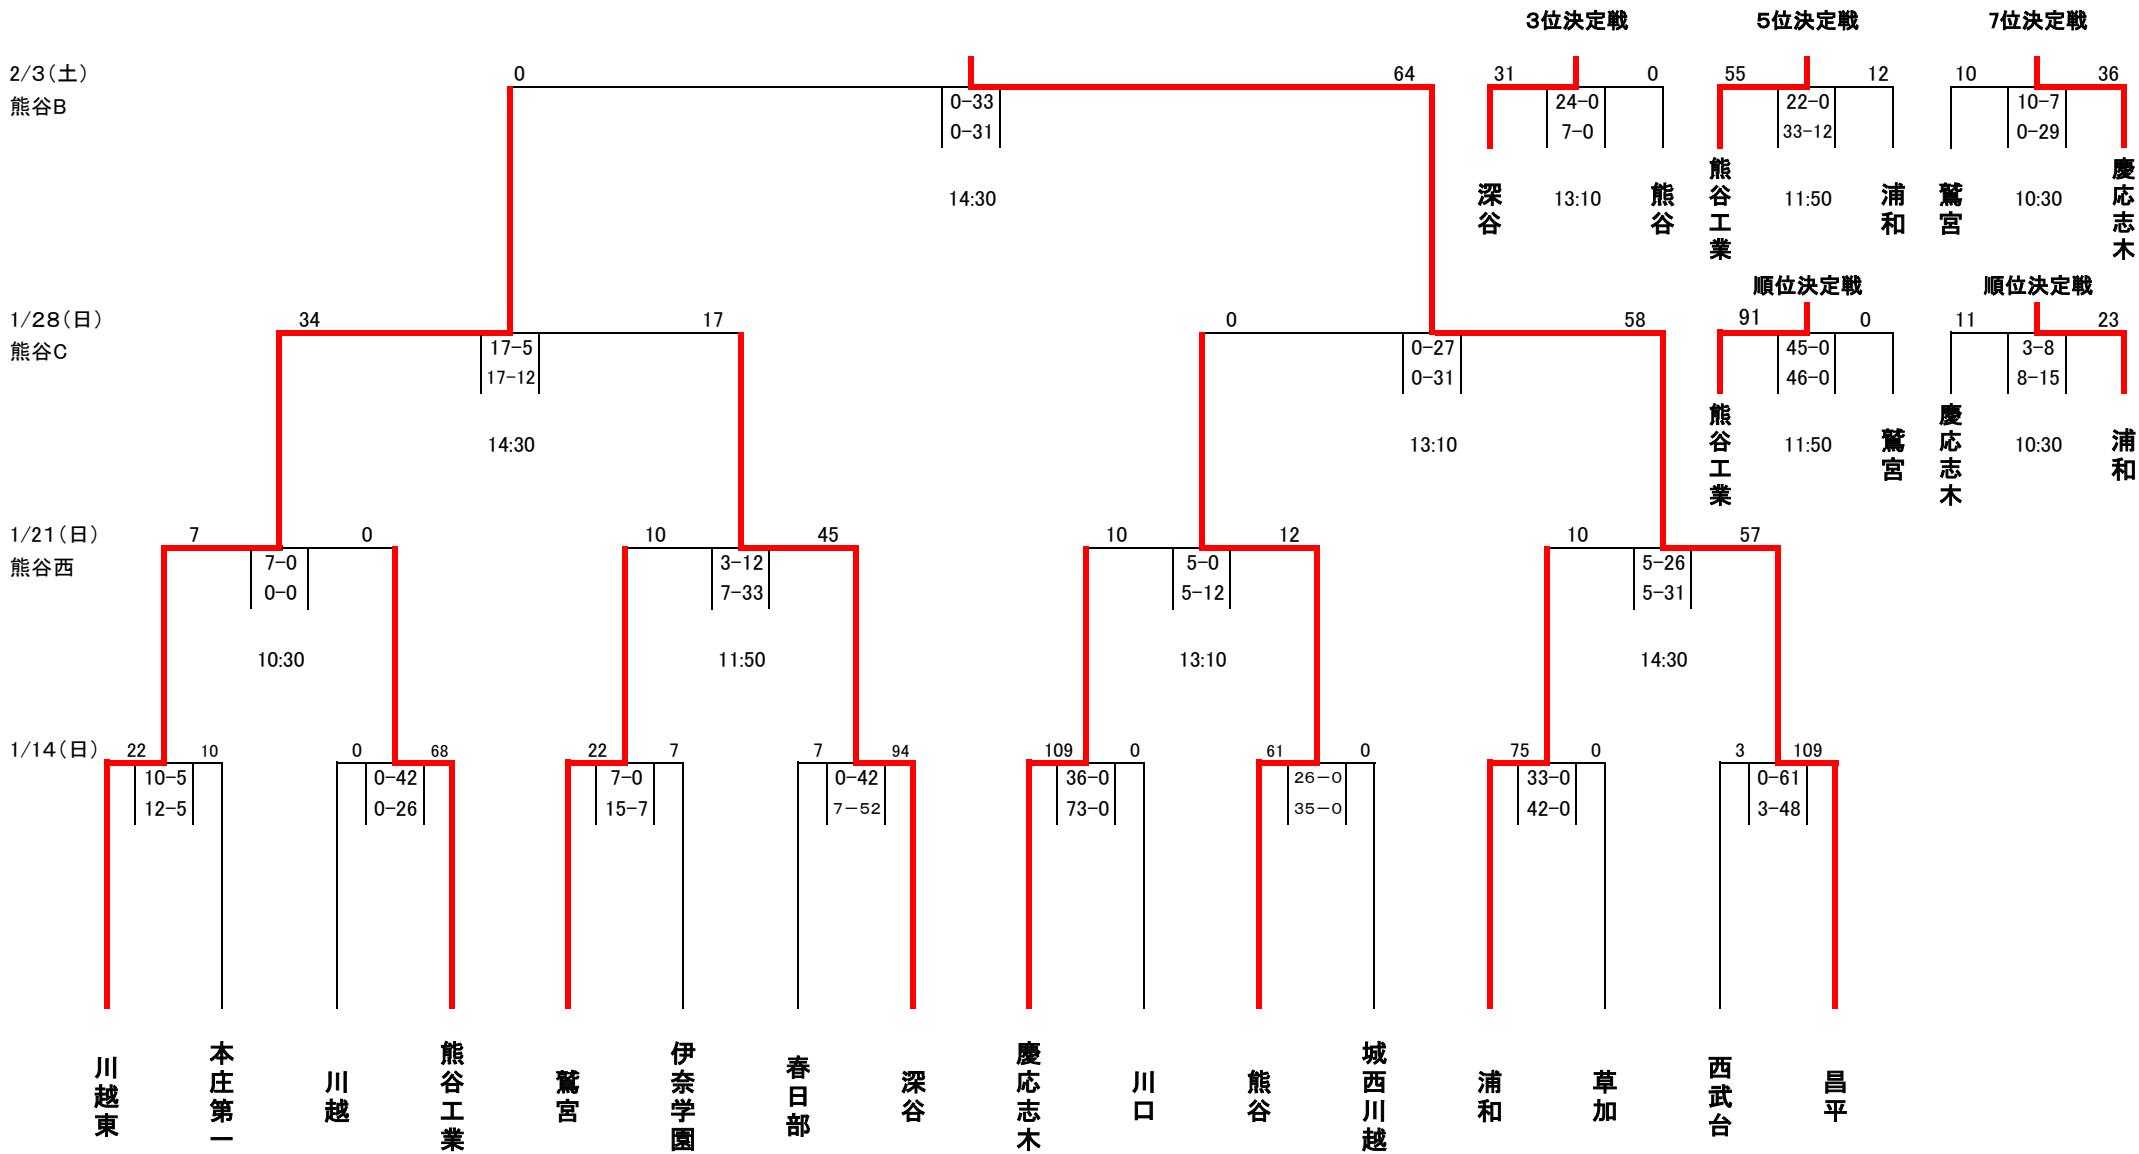 3位決定戦 5位決定戦 7位決定戦
2/3(土) 0 64 31 0 55 12 10 36
熊谷B 0-33 24-0 22-0 10-7
0-31 7-0 33-12 0-29
14:30 深谷 13:10 熊谷 熊谷工業 11:50 浦和 鷲宮 10:30 慶応志木
順位決定戦 順位決定戦
1/28(日) 34 17 0 58 91 0 11 23
熊谷C 17-5 0-27 45-0 3-8
17-12 0-31 46-0 8-15
14:30 13:10 熊谷工業 11:50 鷲宮 慶応志木 10:30 浦和
1/21(日) 7 0 10 45 10 12 10 57
熊谷西 7-0 3-12 5-0 5-26
0-0 7-33 5-12 5-31
10:30 11:50 13:10 14:30
1/14(日) 22 10 0 68 22 7 7 94 109 0 61 0 75 0 3 109
10-5 0-42 7-0 0-42 36-0 26-0 33-0 0-61
12-5 0-26 15-7 7-52 73-0 35-0 42-0 3-48
川越東 本庄第一 川越 熊谷工業 鷲宮 伊奈学園 春日部 深谷 慶応志木 川口 熊谷 城西川越 浦和 草加 西武台 昌平